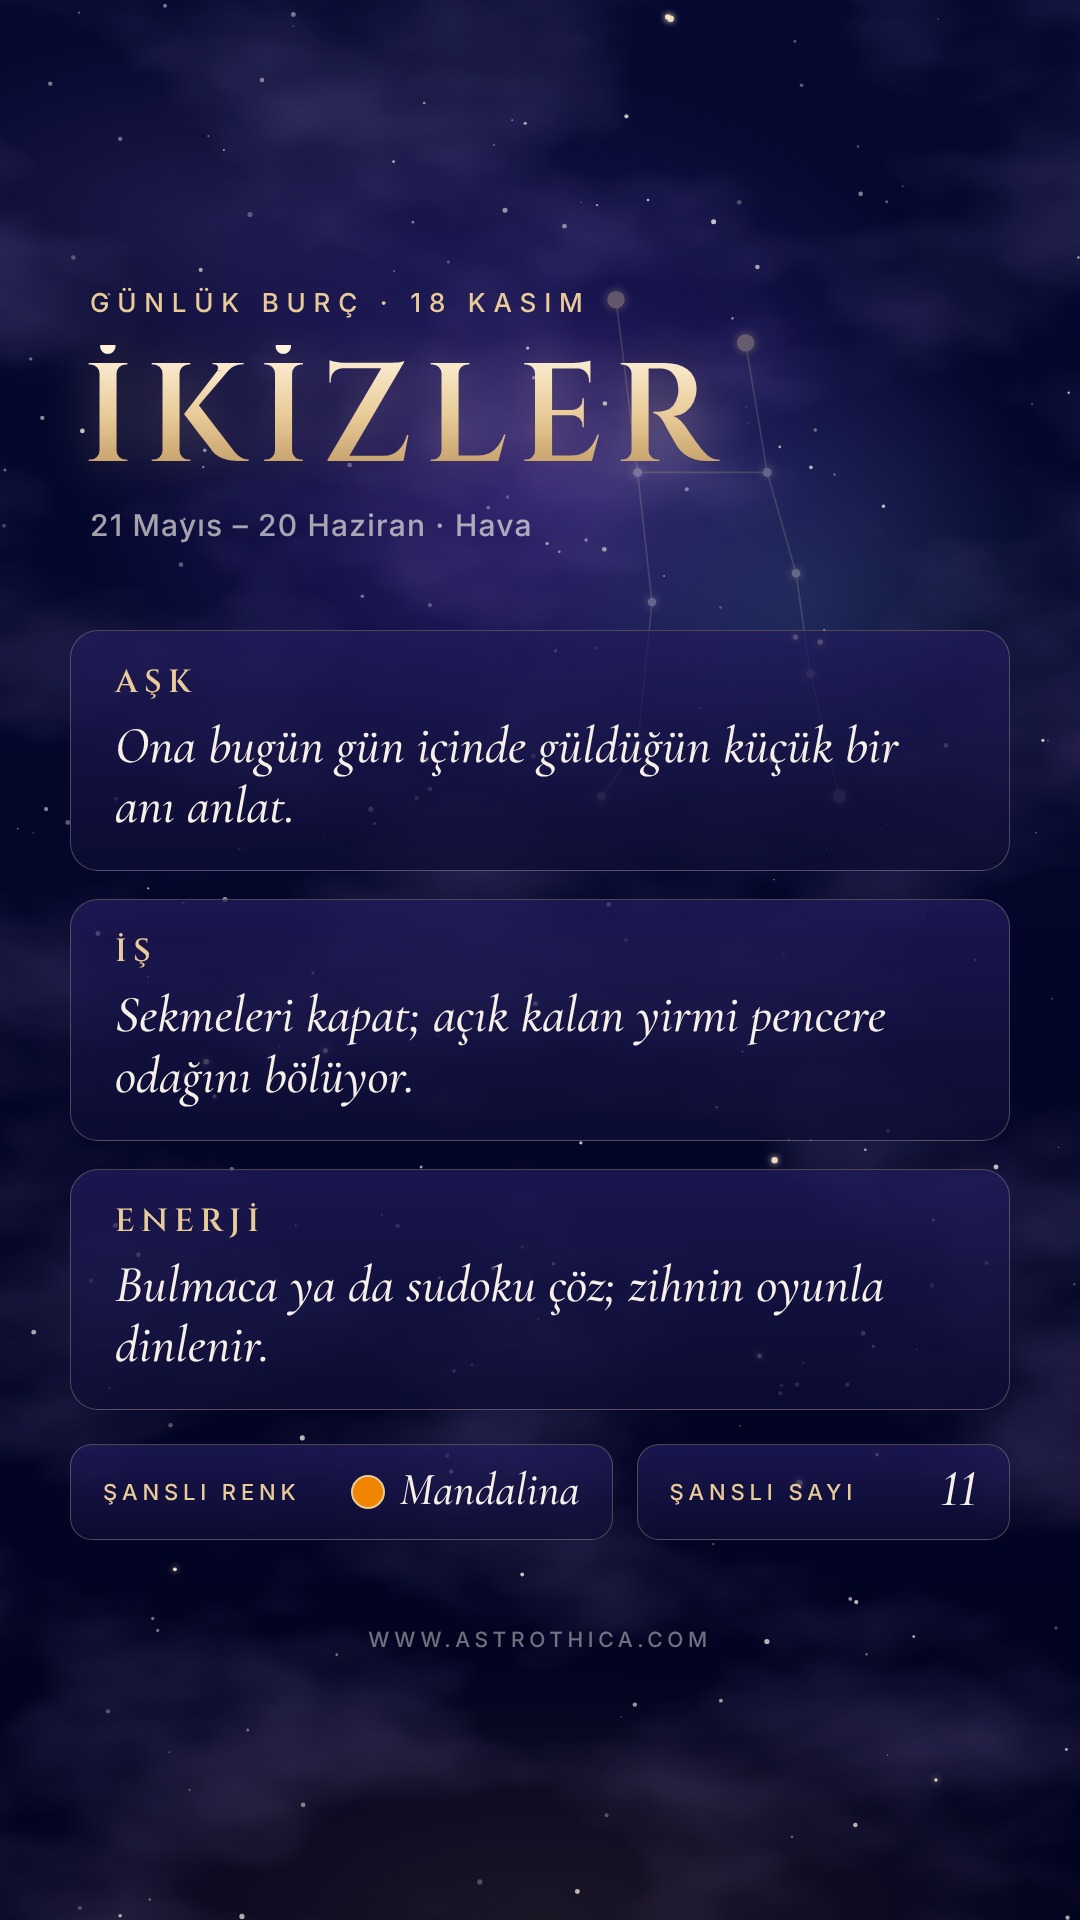 GÜNLÜK BURÇ · 18 KASIM
İKİZLER
21 Mayıs – 20 Haziran · Hava
AŞK
Ona bugün gün içinde güldüğün küçük bir
anı anlat.
İŞ
Sekmeleri kapat; açık kalan yirmi pencere
odağını bölüyor.
ENERJİ
Bulmaca ya da sudoku çöz; zihnin oyunla
dinlenir.
ŞANSLI RENK Mandalina
ŞANSLI SAYI 11
WWW.ASTROTHICA.COM